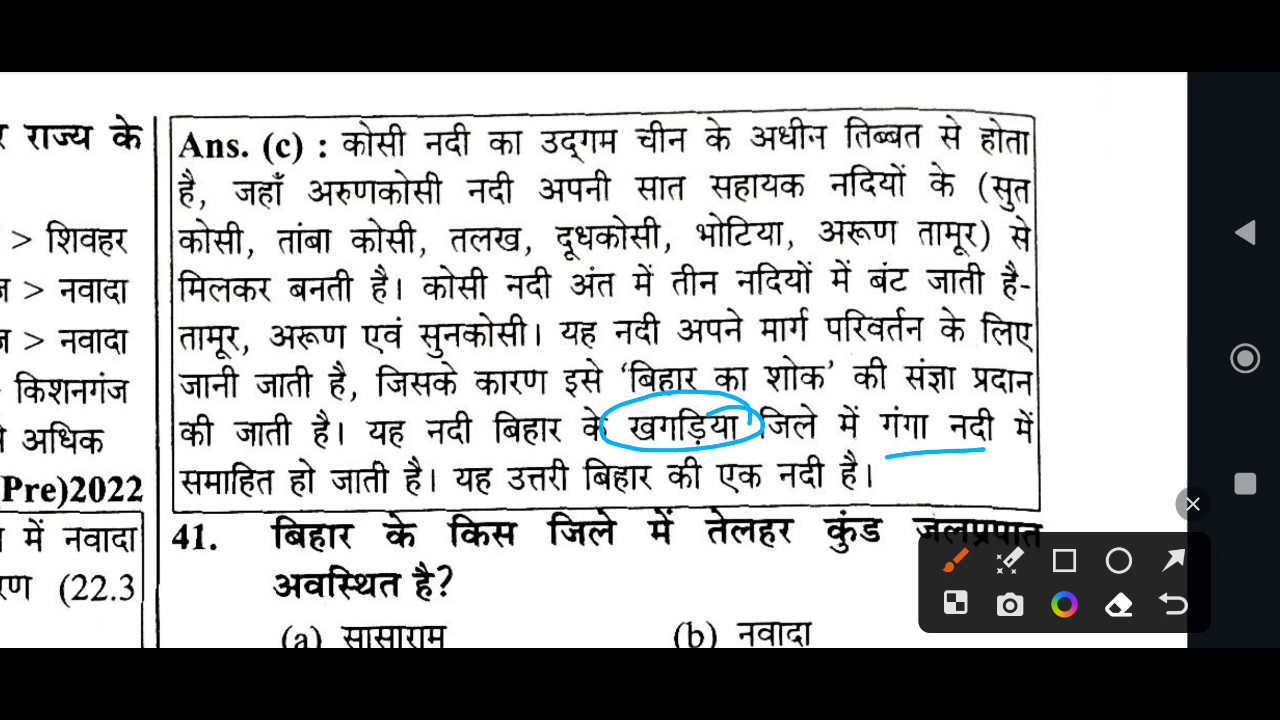 र राज्य के
> शिवहर
ज > नवादा
ज > नवादा
किशनगंज
अधिक
Pre)2022
में नवादा
रण (22.3
Ans. (c) : कोसी नदी का उद्‌गम चीन के अधीन तिब्बत से होता
है, जहाँ अरुणकोसी नदी अपनी सात सहायक नदियों के (सुत
कोसी, तांबा कोसी, तलख, दूधकोसी, भोटिया, अरूण तामूर) से
मिलकर बनती है। कोसी नदी अंत में तीन नदियों में बंट जाती है-
तामूर, अरूण एवं सुनकोसी। यह नदी अपने मार्ग परिवर्तन के लिए
जानी जाती है, जिसके कारण इसे ‘बिहार का शोक’ की संज्ञा प्रदान
की जाती है। यह नदी बिहार के खगड़िया जिले में गंगा नदी में
समाहित हो जाती है। यह उत्तरी बिहार की एक नदी है।
41. बिहार के किस जिले में तेलहर कुंड जलप्रपात
अवस्थित है?
(a) सासाराम (b) नवादा